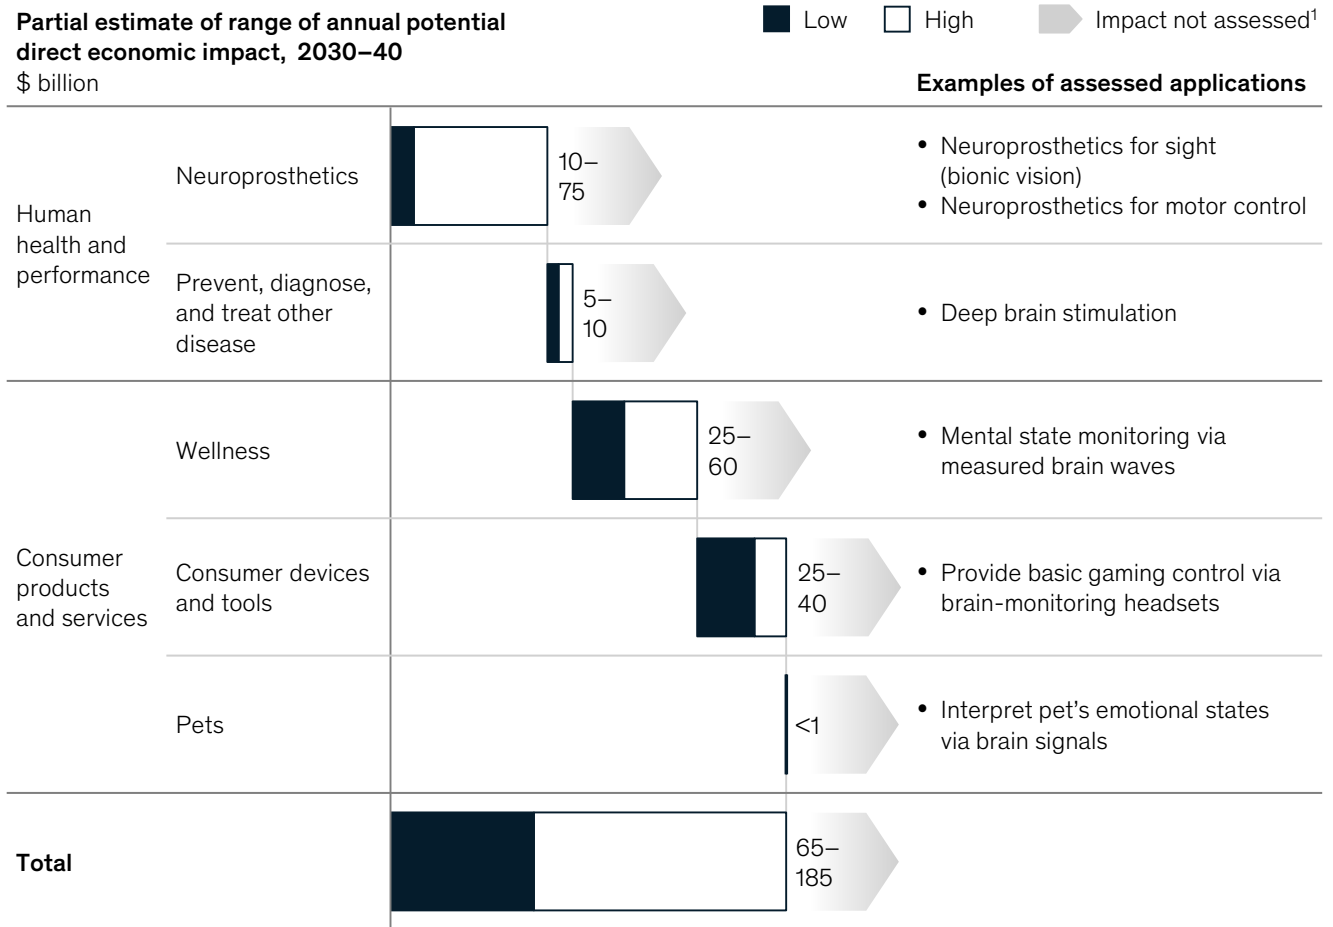 Partial estimate of range of annual potential
direct economic impact, 2030–40
$ billion
Low
High
Impact not assessed¹
Examples of assessed applications
Human
health and
performance
Neuroprosthetics
10–
75
• Neuroprosthetics for sight
(bionic vision)
• Neuroprosthetics for motor control
Prevent, diagnose,
and treat other
disease
5–
10
• Deep brain stimulation
Consumer
products
and services
Wellness
25–
60
• Mental state monitoring via
measured brain waves
Consumer devices
and tools
25–
40
• Provide basic gaming control via
brain-monitoring headsets
Pets
<1
• Interpret pet’s emotional states
via brain signals
Total
65–
185